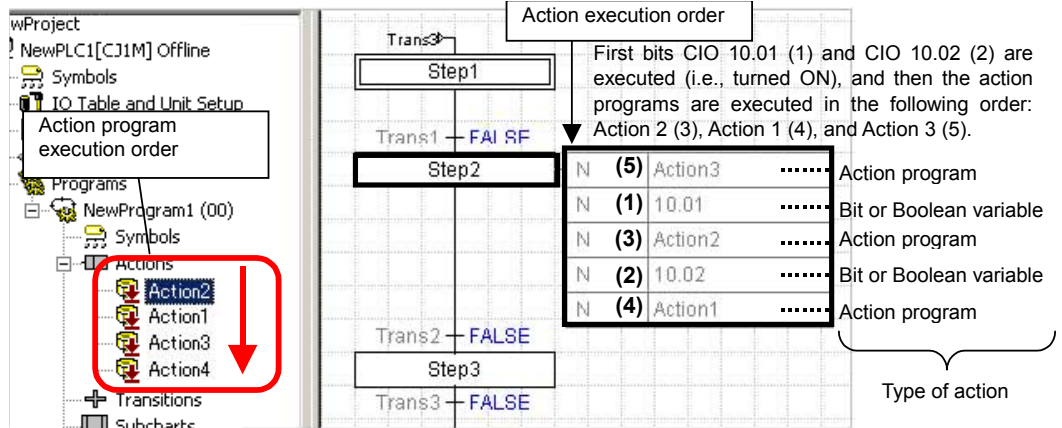 wProject
NewPLC1[CJ1M] Offline
Symbols
IO Table and Unit Setup
Action program
execution order
Programs
NewProgram1 (00)
Symbols
Actions
Action2
Action1
Action3
Action4
Transitions
Subcharts
Action execution order
First bits CIO 10.01 (1) and CIO 10.02 (2) are
executed (i.e., turned ON), and then the action
programs are executed in the following order:
Action 2 (3), Action 1 (4), and Action 3 (5).
Trans3
Step1
Trans1 FALSE
Step2
N (5) Action3 Action program
N (1) 10.01 Bit or Boolean variable
N (3) Action2 Action program
N (2) 10.02 Bit or Boolean variable
N (4) Action1 Action program
Trans2 FALSE
Step3
Trans3 FALSE
Type of action